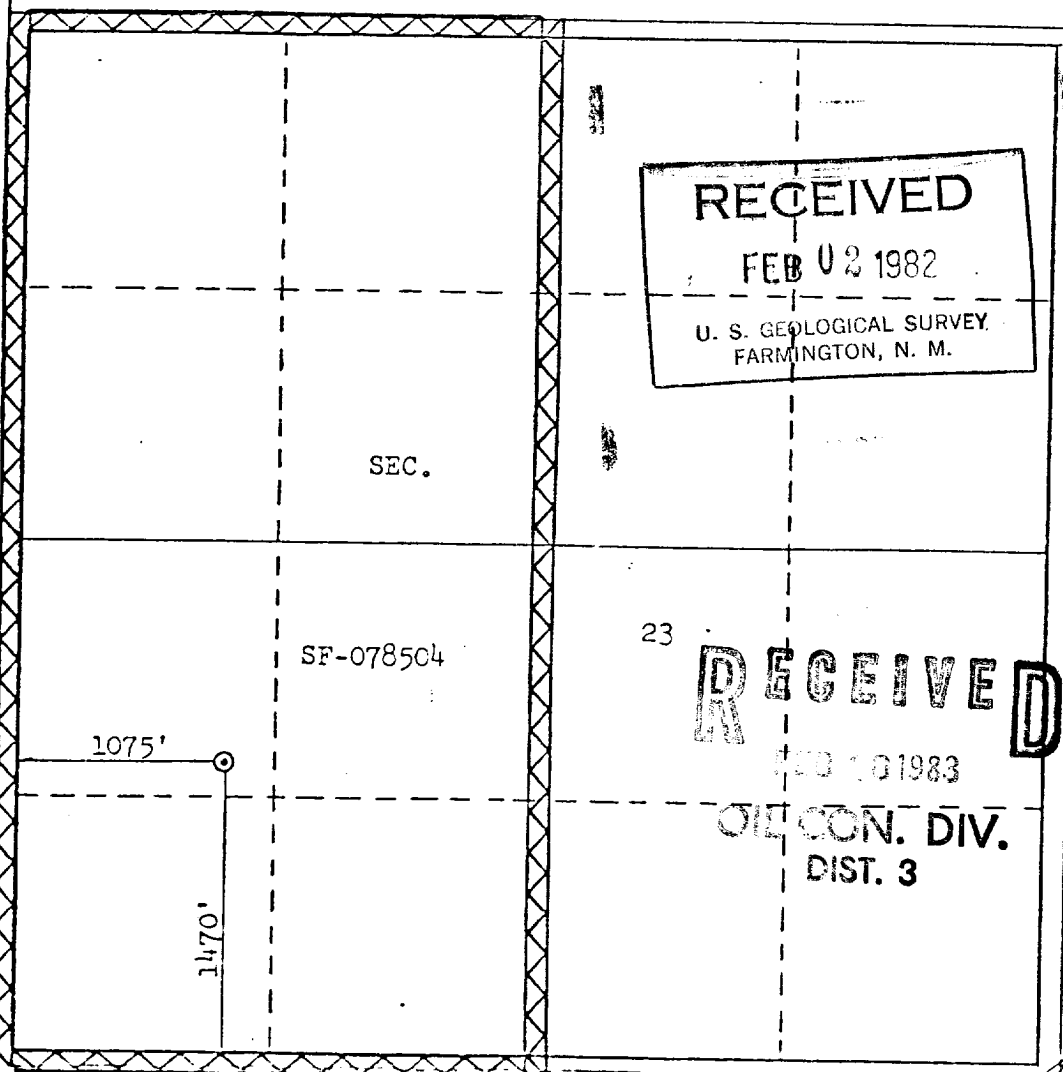 RECEIVED
FEB 02 1982
U. S. GEOLOGICAL SURVEY
FARMINGTON, N. M.
SEC.
23
SF-078504
RECEIVED
1983
OIL CON. DIV.
DIST. 3
1075'
1470'